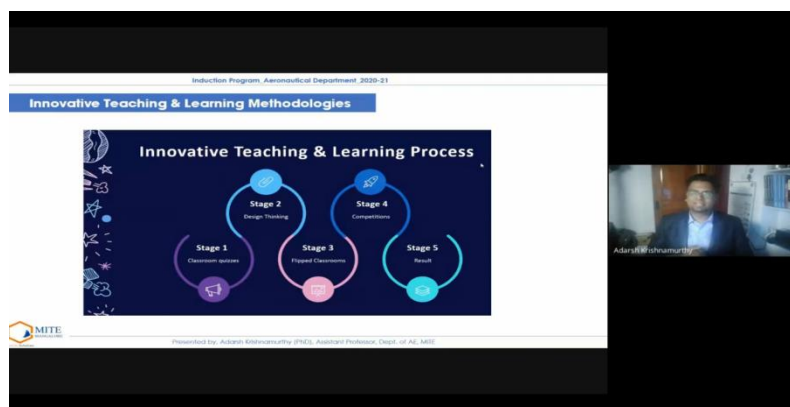 Induction Program_Aeronautical Department_2020-21
Innovative Teaching & Learning Methodologies
Innovative Teaching & Learning Process
Stage 2
Design Thinking
Stage 4
Competitions
Stage 1
Classroom quizzes
Stage 3
Flipped Classrooms
Stage 5
Result
Adarsh Krishnamurthy
MITE
Presented by, Adarsh Krishnamurthy (PhD), Assistant Professor, Dept. of AE, MITE